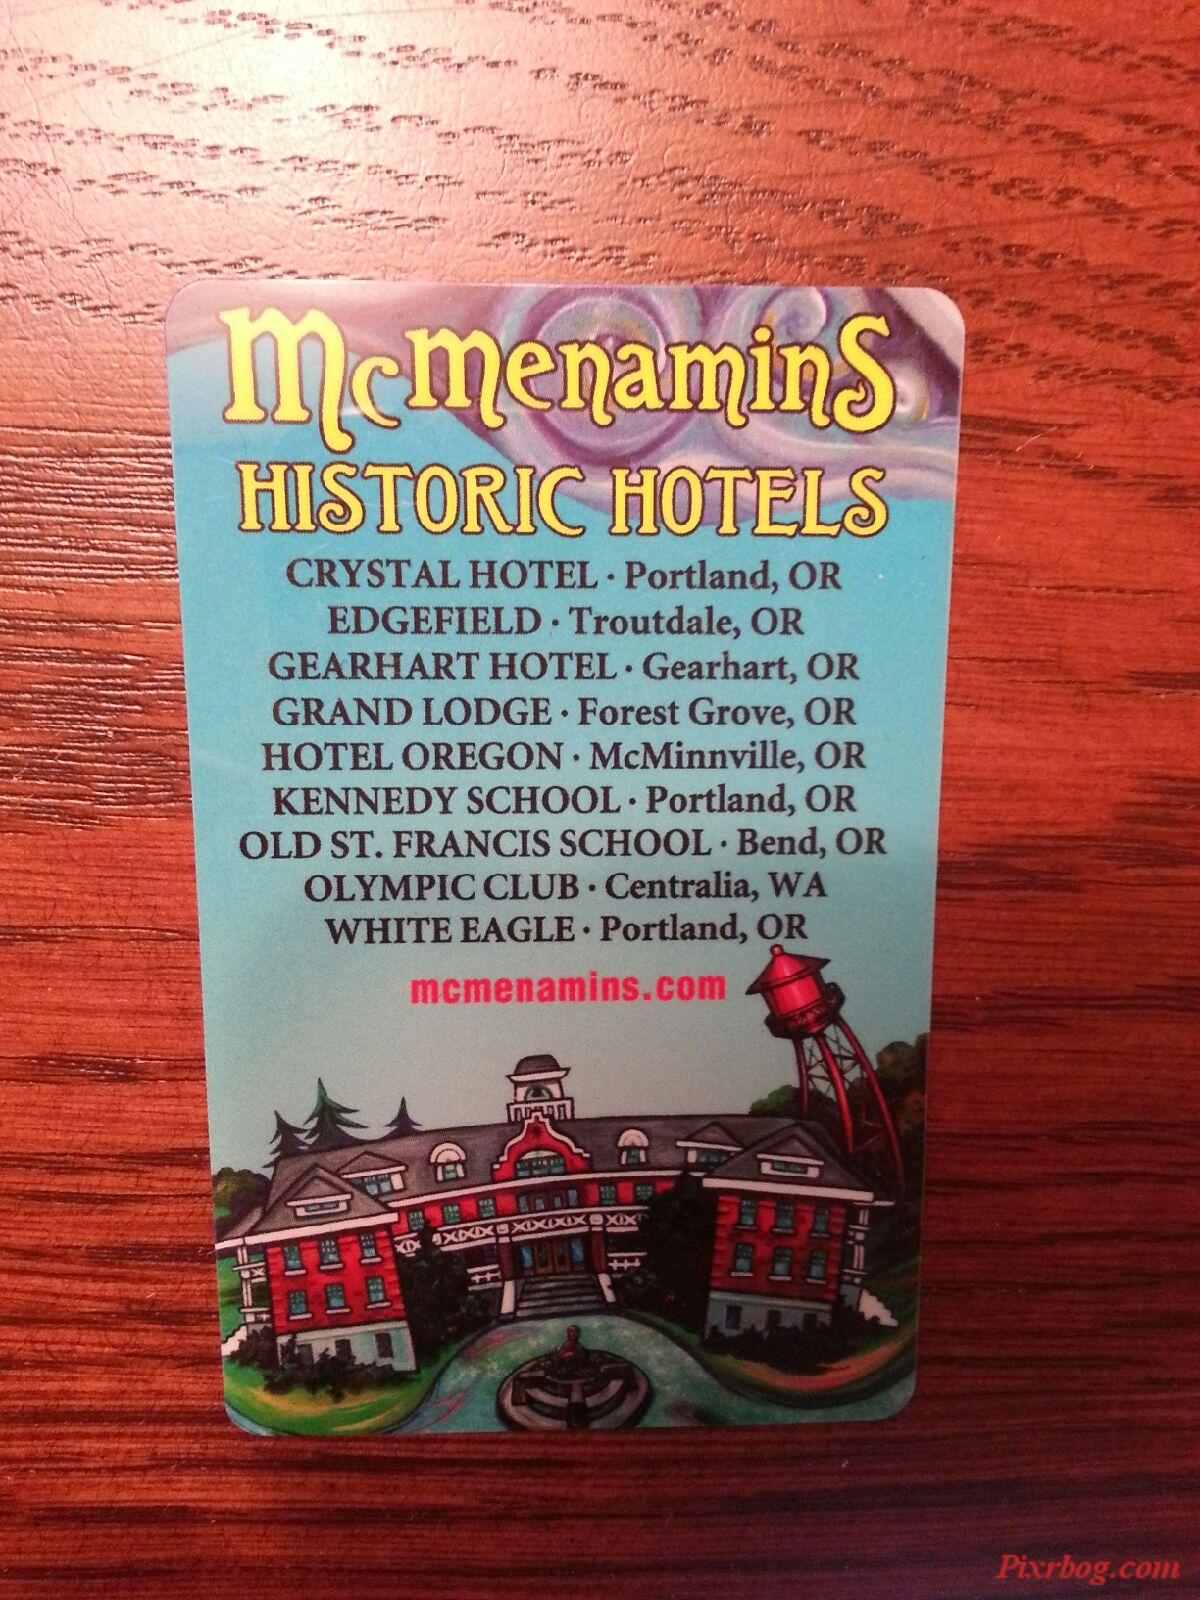 McMenamins
HISTORIC HOTELS
CRYSTAL HOTEL · Portland, OR
EDGEFIELD · Troutdale, OR
GEARHART HOTEL · Gearhart, OR
GRAND LODGE · Forest Grove, OR
HOTEL OREGON · McMinnville, OR
KENNEDY SCHOOL · Portland, OR
OLD ST. FRANCIS SCHOOL · Bend, OR
OLYMPIC CLUB · Centralia, WA
WHITE EAGLE · Portland, OR
mcmenamins.com
Pixrbog.com